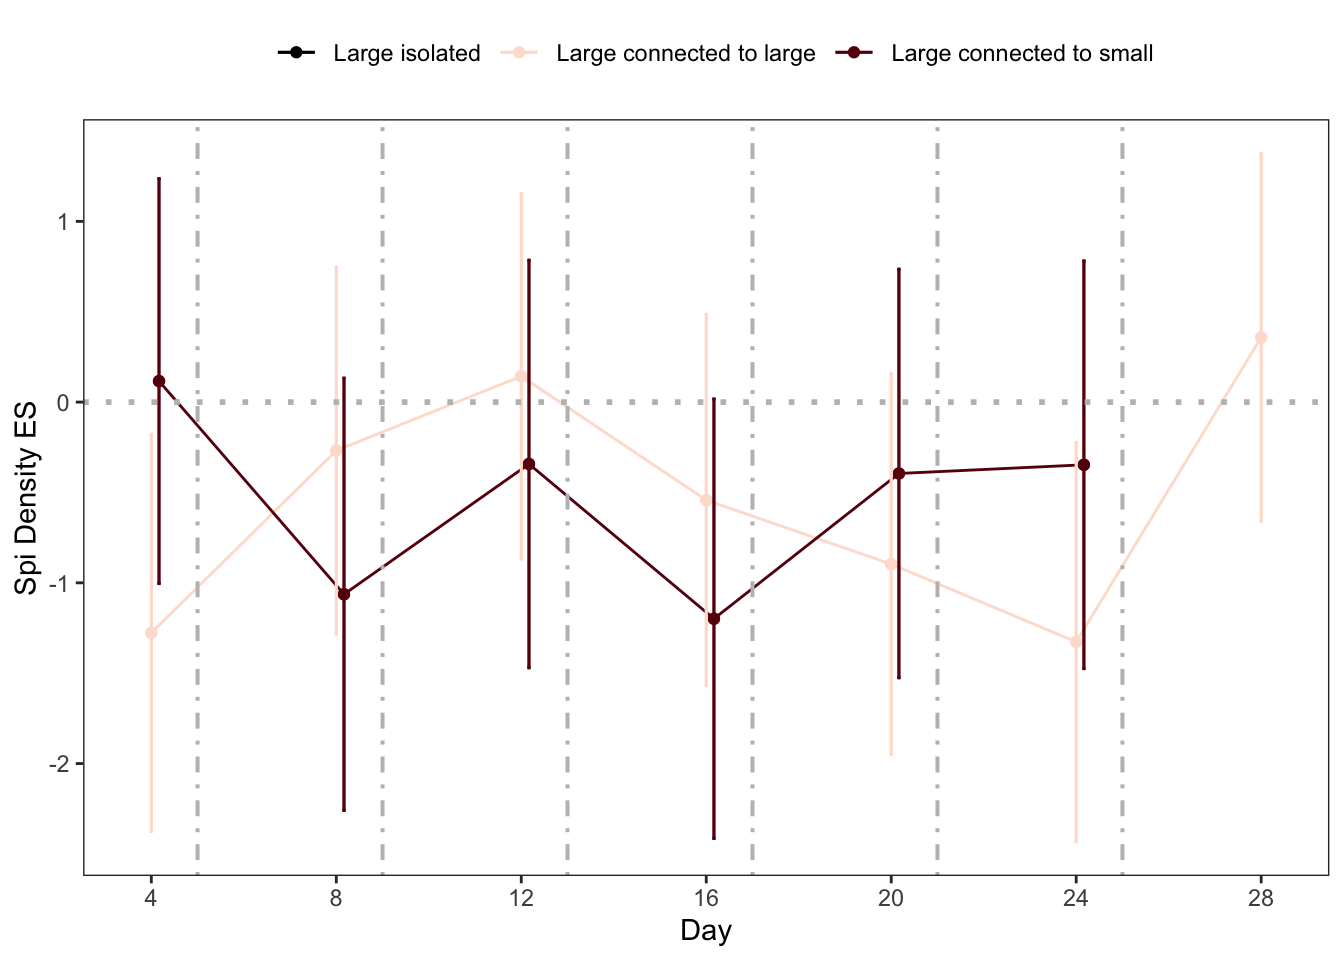 Large isolated Large connected to large Large connected to small
1
0
-1
-2
Spi Density ES
4 8 12 16 20 24 28
Day